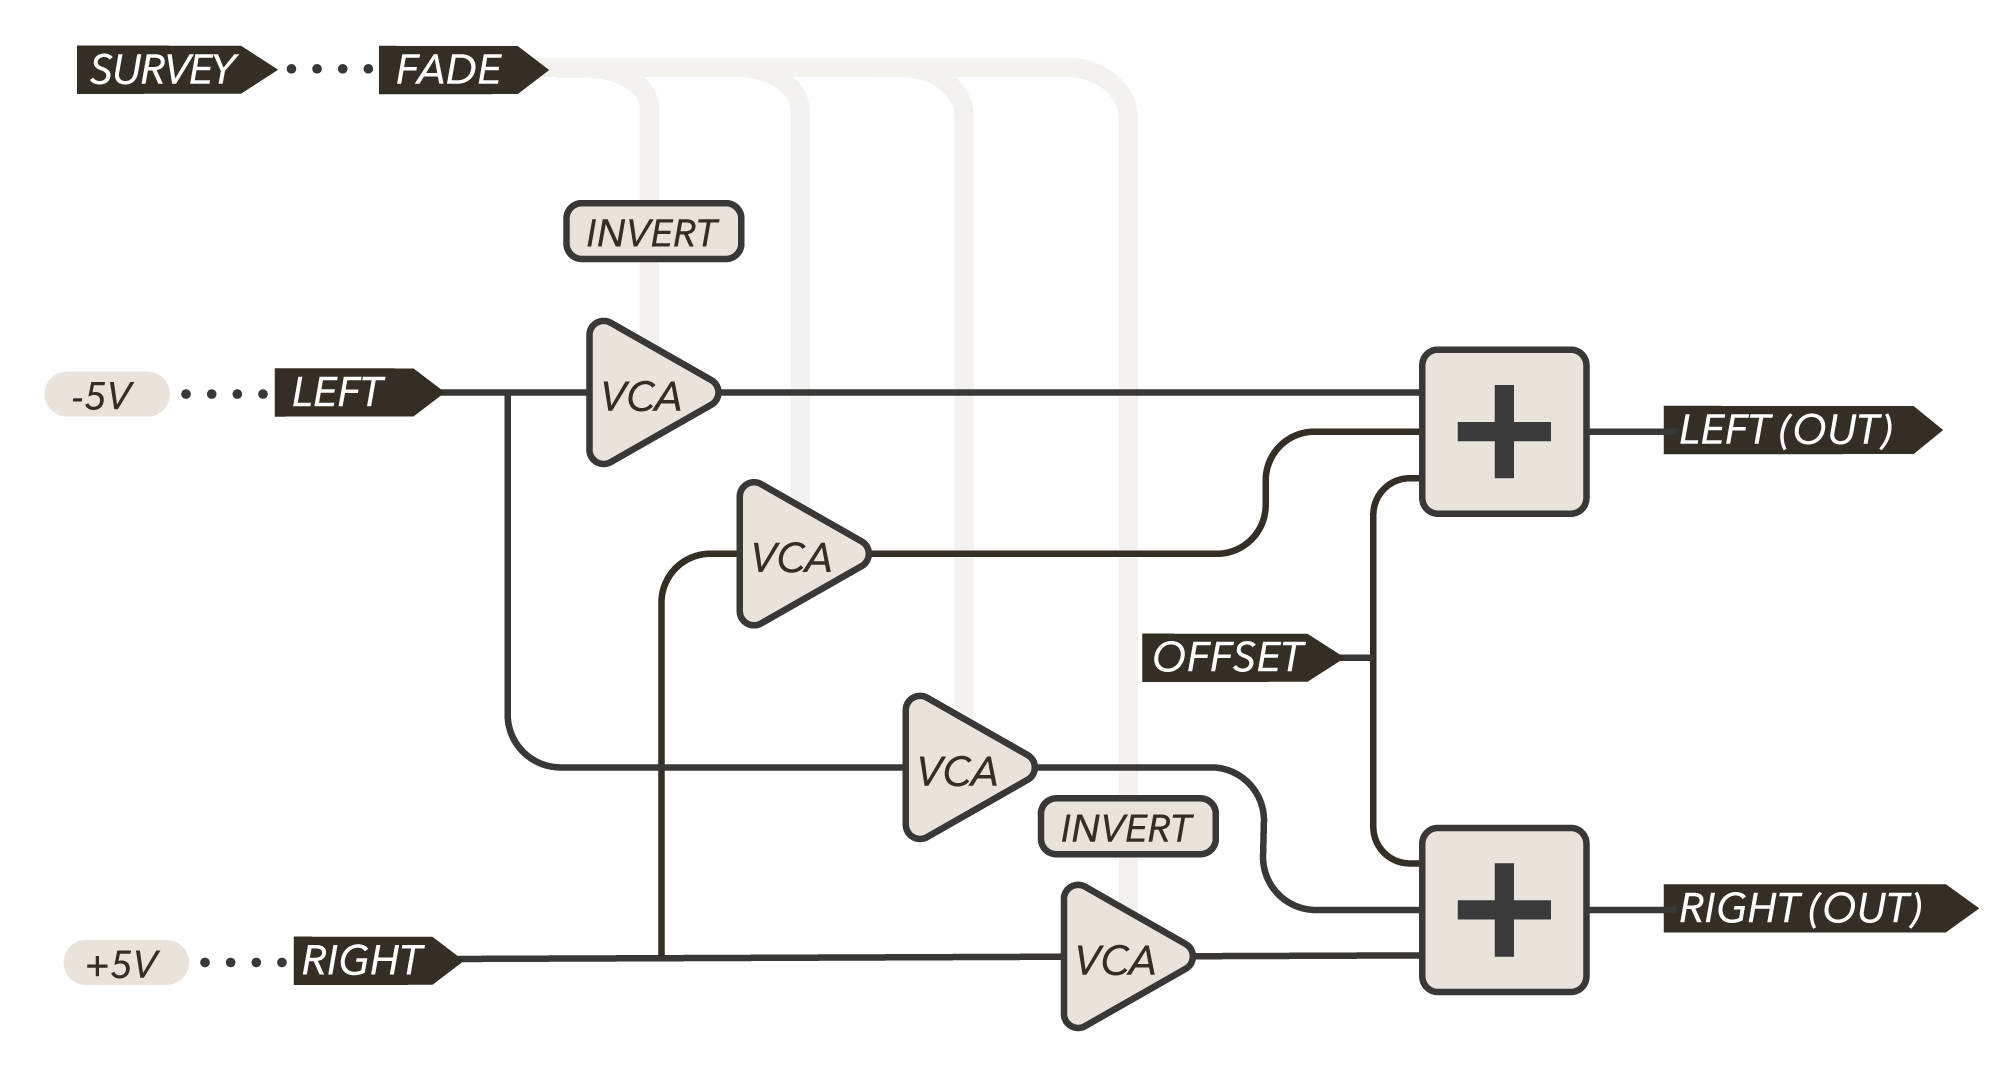 SURVEY
FADE
INVERT
-5V
LEFT
VCA
LEFT (OUT)
VCA
OFFSET
VCA
INVERT
RIGHT (OUT)
+5V
RIGHT
VCA